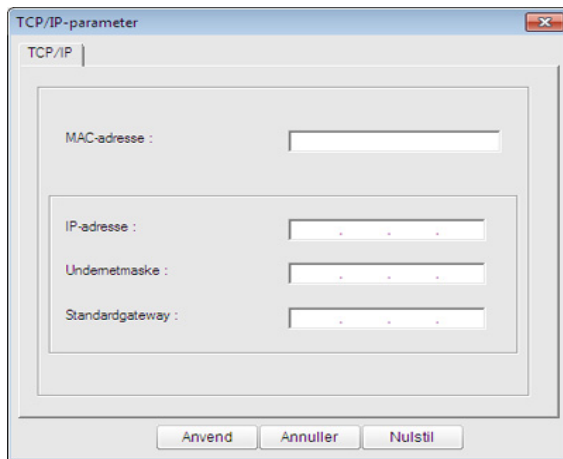 TCP/IP-parameter
TCP/IP
MAC-adresse :
IP-adresse :
Undernetmaske :
Standardgateway :
Anvend Annuller Nulstil